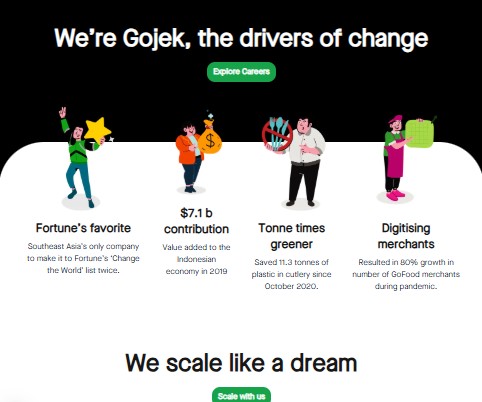 We're Gojek, the drivers of change
Explore Careers
$
Fortune's favorite
Southeast Asia's only company
to make it to Fortune's 'Change
the World' list twice.
$7.1 b
contribution
Value added to the
Indonesian
economy in 2019
Tonne times
greener
Saved 11.3 tonnes of
plastic in cutlery since
October 2020.
Digitising
merchants
Resulted in 80% growth in
number of GoFood merchants
during pandemic.
We scale like a dream
Scale with us